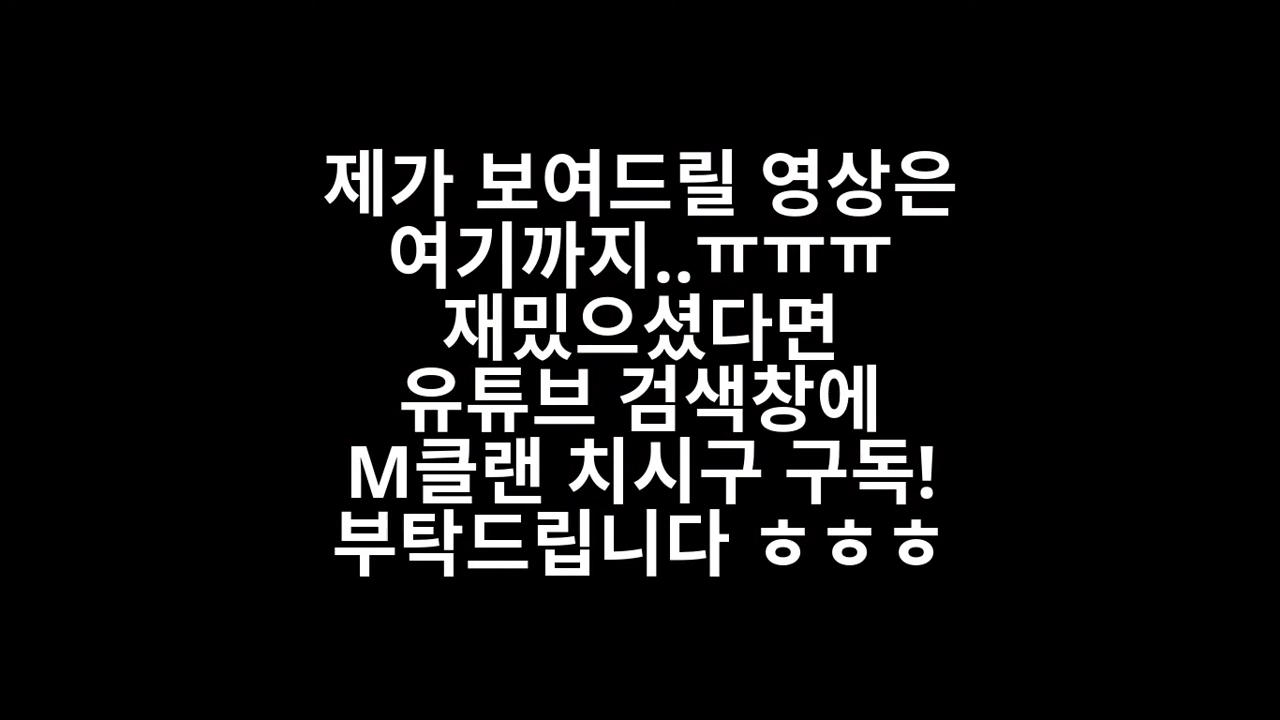 제가 보여드릴 영상은
여기까지..ㅠㅠㅠ
재밌으셨다면
유튜브 검색창에
M클랜 치시구 구독!
부탁드립니다 ㅎㅎㅎ